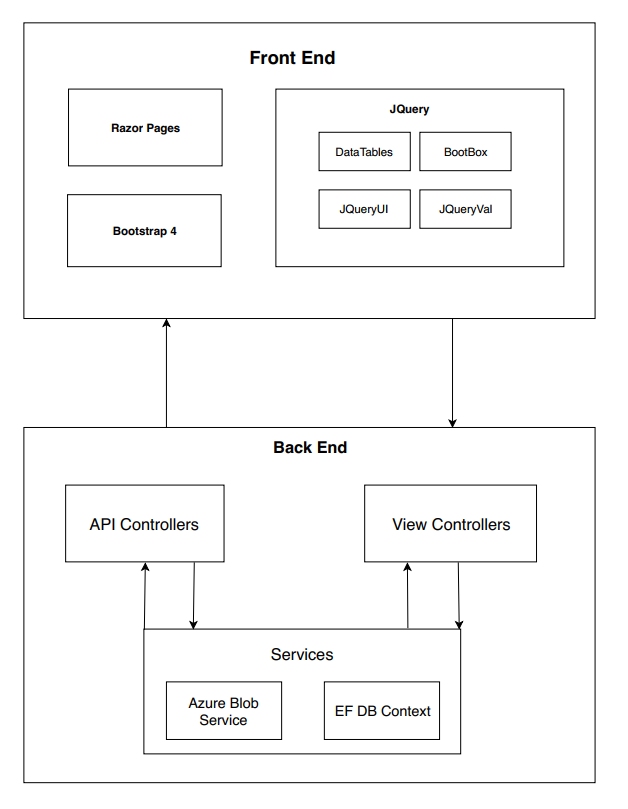 Front End
Razor Pages
Bootstrap 4
JQuery
DataTables
BootBox
JQueryUI
JQueryVal
Back End
API Controllers
View Controllers
Services
Azure Blob
Service
EF DB Context